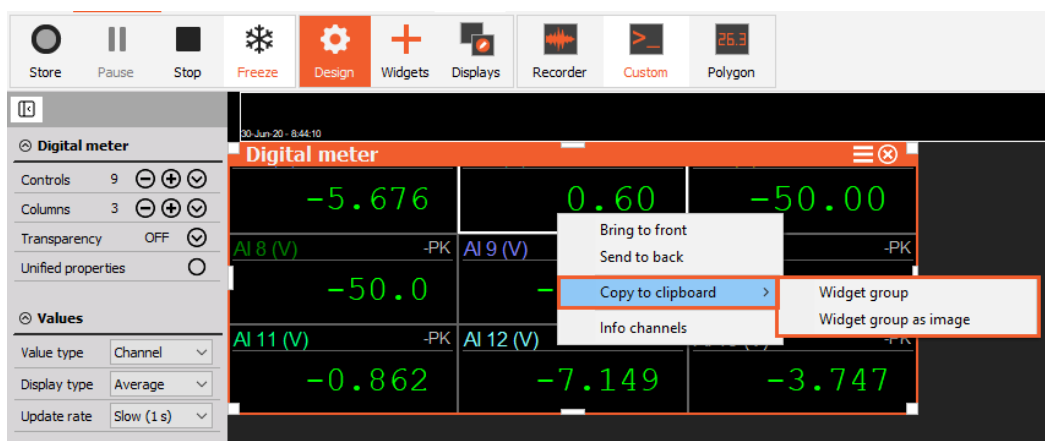 Store Pause Stop Freeze Design Widgets Displays Recorder Custom Polygon
26.3
30-Jun-20 - 8:44:10
Digital meter
Controls 9
Columns 3
Transparency OFF
Unified properties
Values
Value type Channel
Display type Average
Update rate Slow (1 s)
Digital meter
-5.676 0.60 -50.00
AI 8 (V) -PK AI 9 (V) -PK
-50.0 -
AI 11 (V) -PK AI 12 (V) -PK
-0.862 -7.149 -3.747
Bring to front
Send to back
Copy to clipboard >
Info channels
Widget group
Widget group as image